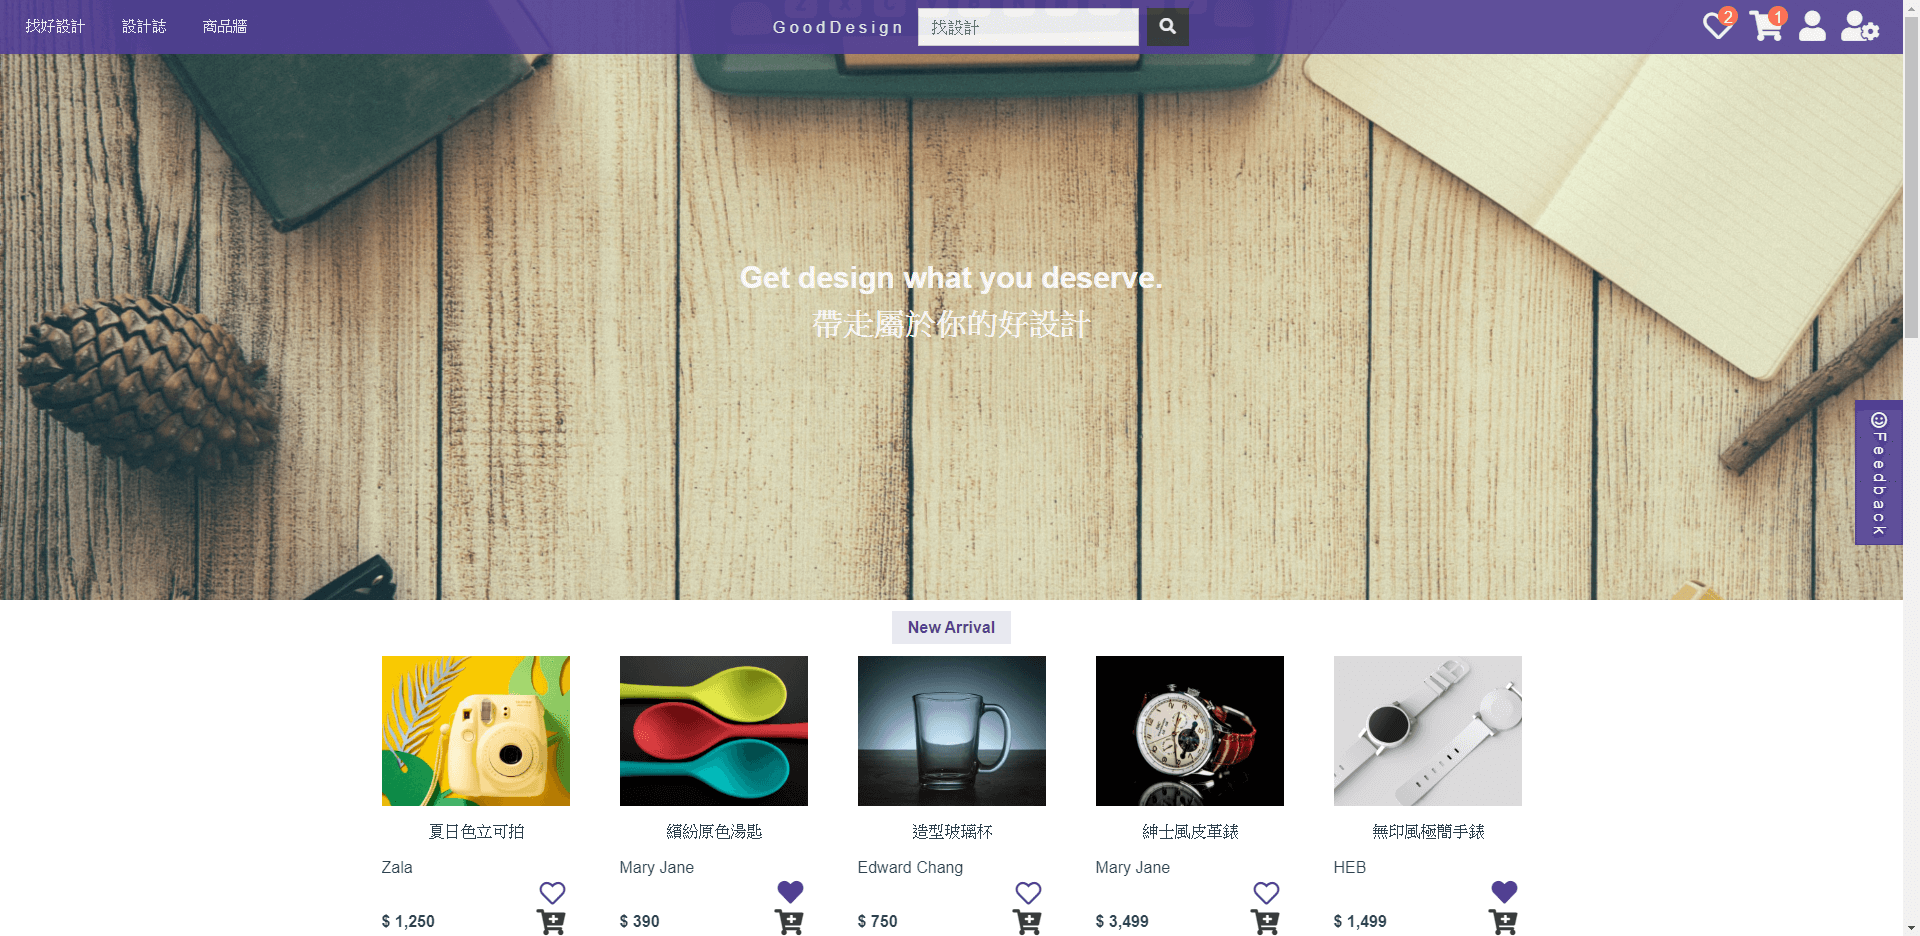 找好設計
設計誌
商品牆
GoodDesign
找設計
2
1
Get design what you deserve.
帶走屬於你的好設計
Feedback
New Arrival
夏日色立可拍
繽紛原色湯匙
造型玻璃杯
紳士風皮革錶
無印風極簡手錶
Zala
Mary Jane
Edward Chang
Mary Jane
HEB
$ 1,250
$ 390
$ 750
$ 3,499
$ 1,499